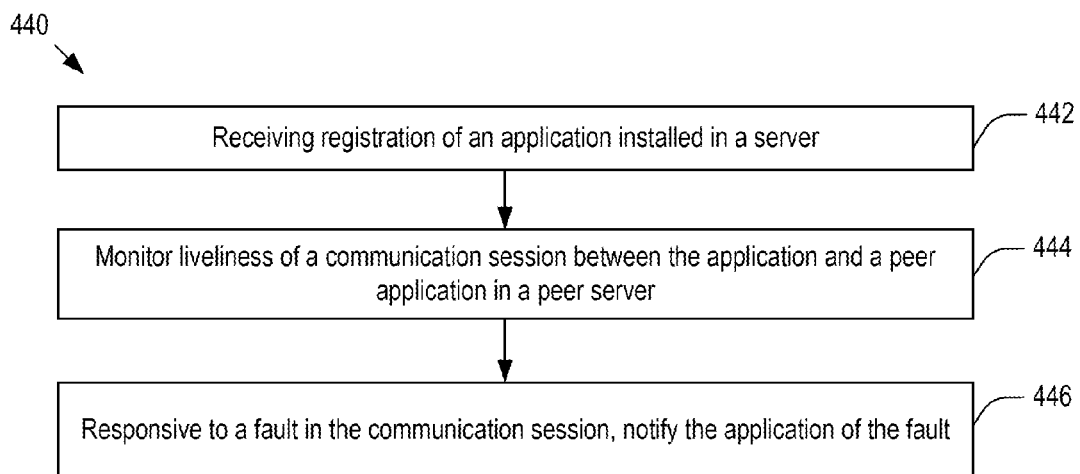 440
Receiving registration of an application installed in a server
442
Monitor liveliness of a communication session between the application and a peer
application in a peer server
444
Responsive to a fault in the communication session, notify the application of the fault
446